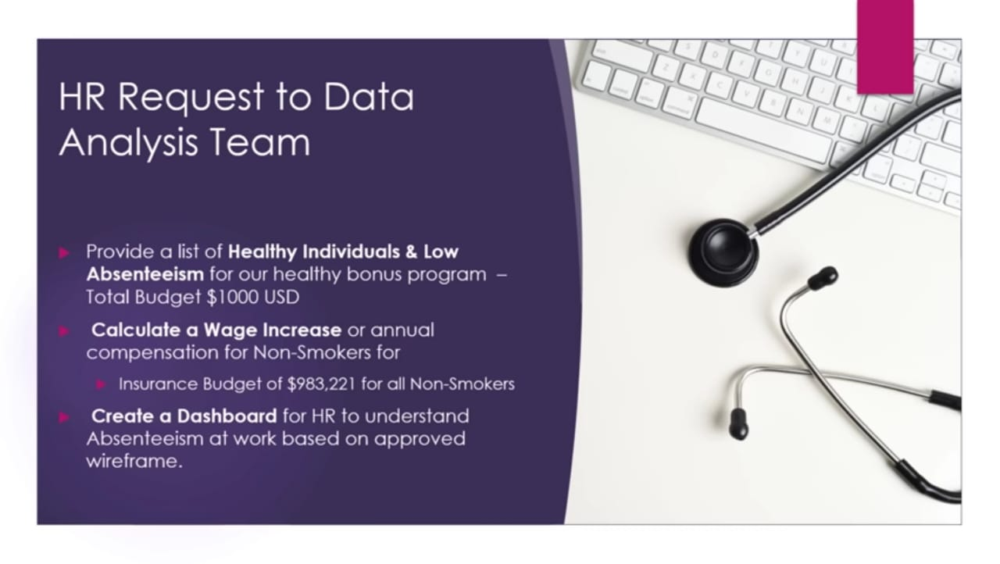 HR Request to Data
Analysis Team
Provide a list of Healthy Individuals & Low
Absenteeism for our healthy bonus program –
Total Budget $1000 USD
Calculate a Wage Increase or annual
compensation for Non-Smokers for
Insurance Budget of $983,221 for all Non-Smokers
Create a Dashboard for HR to understand
Absenteeism at work based on approved
wireframe.